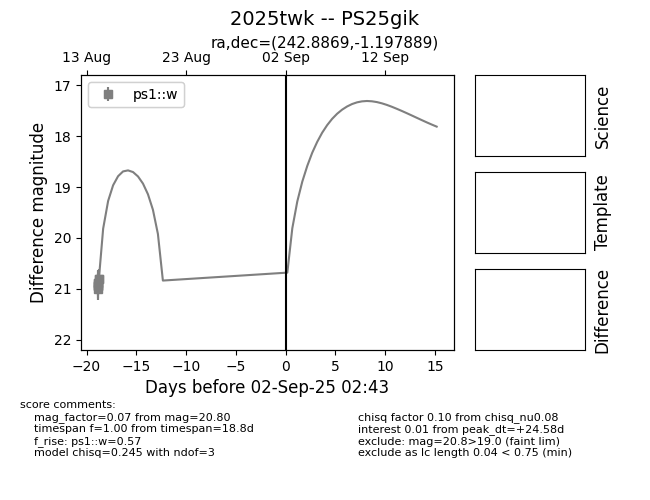 2025twk -- PS25gik
ra,dec=(242.8869,-1.197889)
13 Aug 23 Aug 02 Sep 12 Sep
ps1::w
17
18
19
20
21
22
Difference magnitude
−20 −15 −10 −5 0 5 10 15
Days before 02-Sep-25 02:43
Science
Template
Difference
score comments:
mag_factor=0.07 from mag=20.80
timespan f=1.00 from timespan=18.8d
f_rise: ps1::w=0.57
model chisq=0.245 with ndof=3
chisq factor 0.10 from chisq_nu0.08
interest 0.01 from peak_dt=+24.58d
exclude: mag=20.8>19.0 (faint lim)
exclude as lc length 0.04 < 0.75 (min)